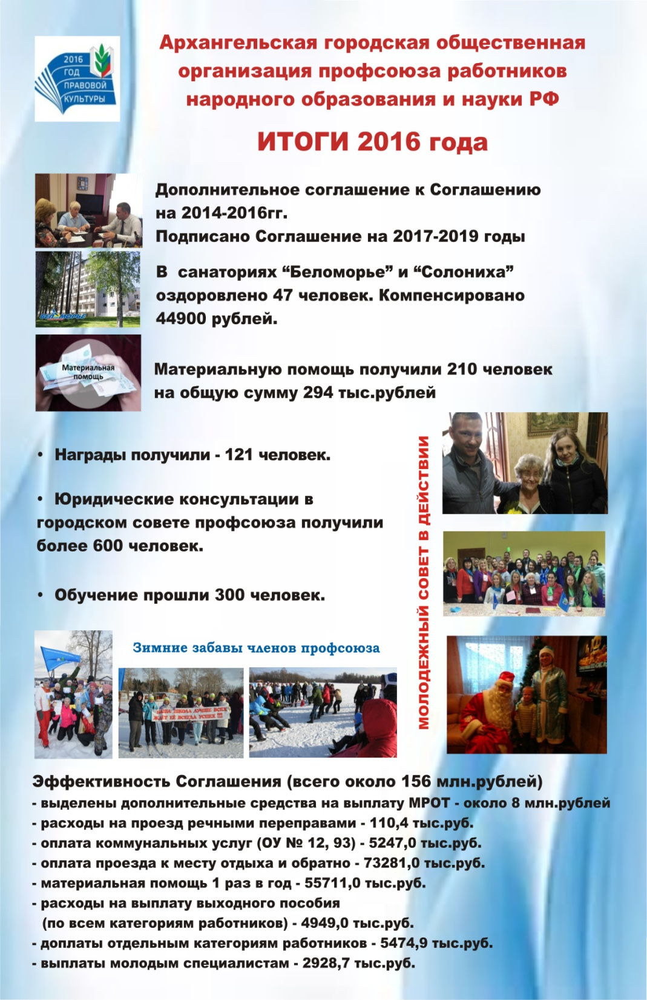 2016
ГОД
ПРАВОВОЙ
КУЛЬТУРЫ
Архангельская городская общественная
организация профсоюза работников
народного образования и науки РФ
ИТОГИ 2016 года
Дополнительное соглашение к Соглашению
на 2014-2016гг.
Подписано Соглашение на 2017-2019 годы
В санаториях “Беломорье” и “Солониха”
оздоровлено 47 человек. Компенсировано
44900 рублей.
Материальная
помощь
Материальную помощь получили 210 человек
на общую сумму 294 тыс.рублей
• Награды получили - 121 человек.
• Юридические консультации в
городском совете профсоюза получили
более 600 человек.
• Обучение прошли 300 человек.
МОЛОДЕЖНЫЙ СОВЕТ В ДЕЙСТВИИ
Зимние забавы членов профсоюза
НАША ШКОЛА ЛУЧШЕ ВСЕХ
ЖДЁТ ЕЁ ВСЕГДА УСПЕХ !!!
Эффективность Соглашения (всего около 156 млн.рублей)
- выделены дополнительные средства на выплату МРОТ - около 8 млн.рублей
- расходы на проезд речными переправами - 110,4 тыс.руб.
- оплата коммунальных услуг (ОУ № 12, 93) - 5247,0 тыс.руб.
- оплата проезда к месту отдыха и обратно - 73281,0 тыс.руб.
- материальная помощь 1 раз в год - 55711,0 тыс.руб.
- расходы на выплату выходного пособия
(по всем категориям работников) - 4949,0 тыс.руб.
- доплаты отдельным категориям работников - 5474,9 тыс.руб.
- выплаты молодым специалистам - 2928,7 тыс.руб.